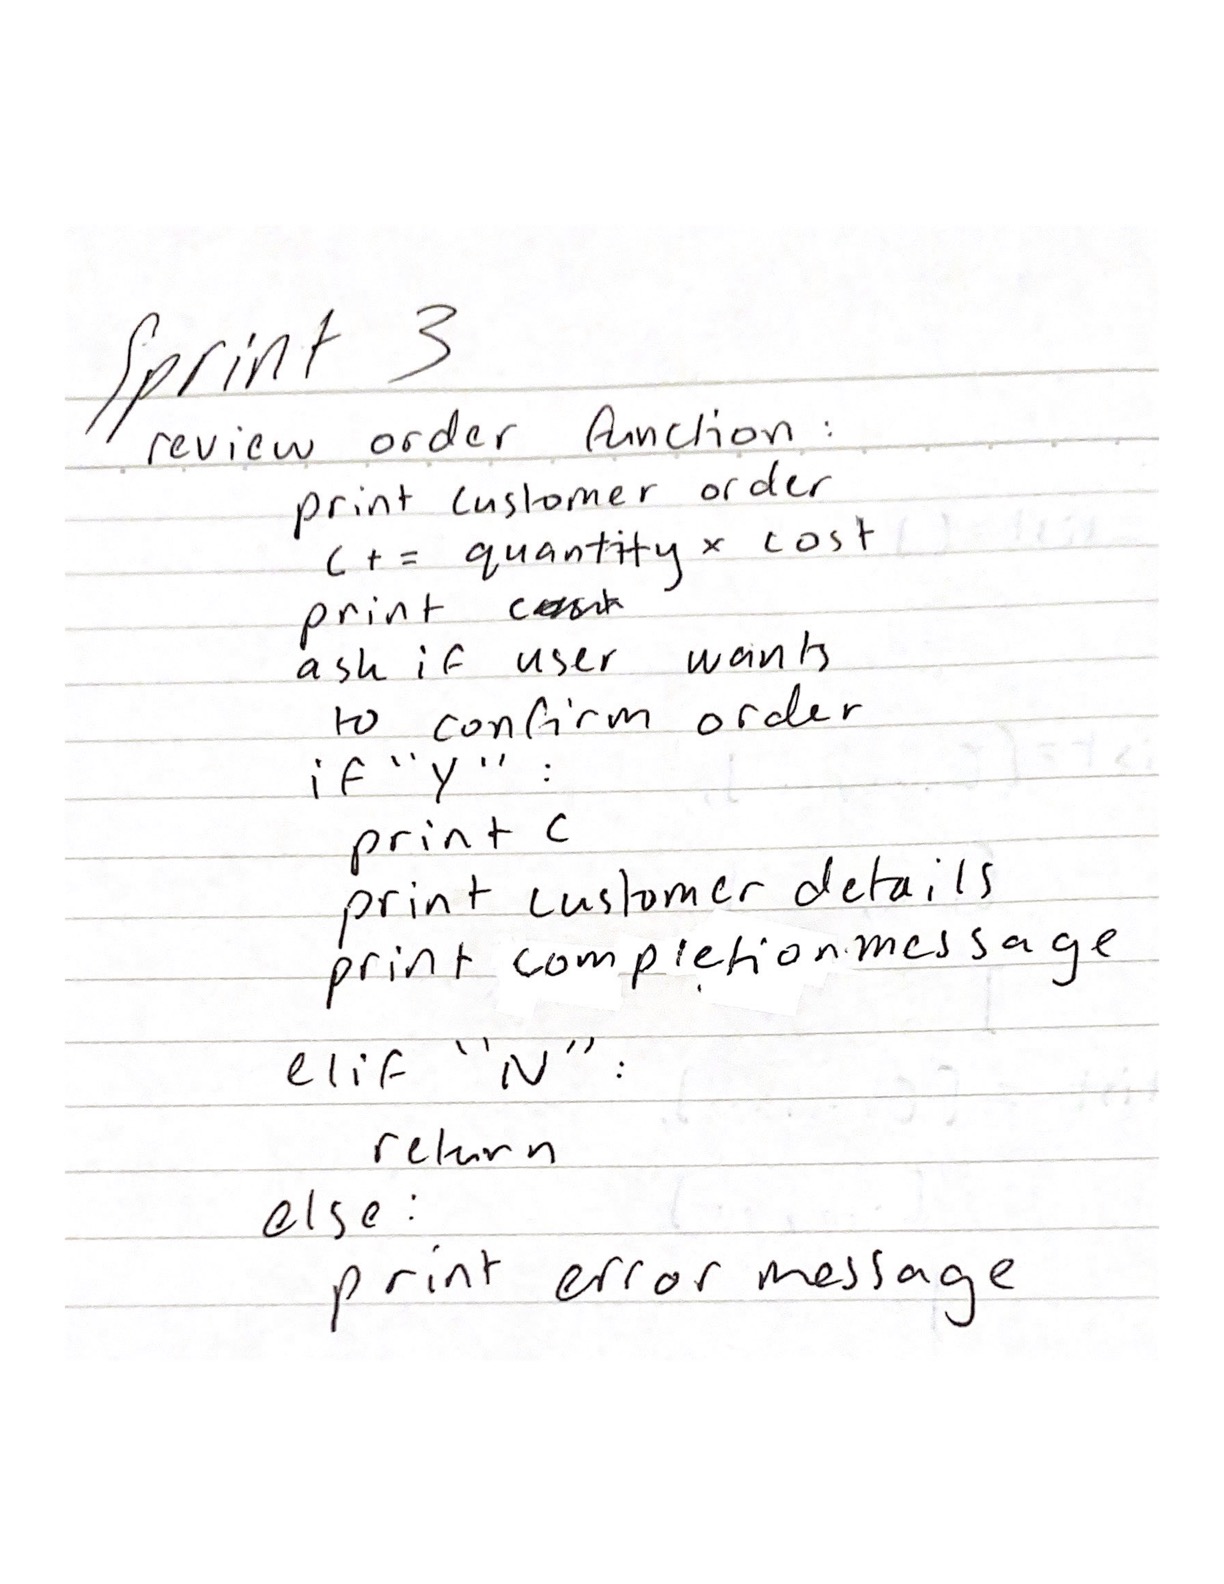 Sprint 3
review order function:
print customer order
c += quantity x cost
print c
ask if user wants
to confirm order
if "Y":
print c
print customer details
print completion message
elif "N":
return
else:
print error message